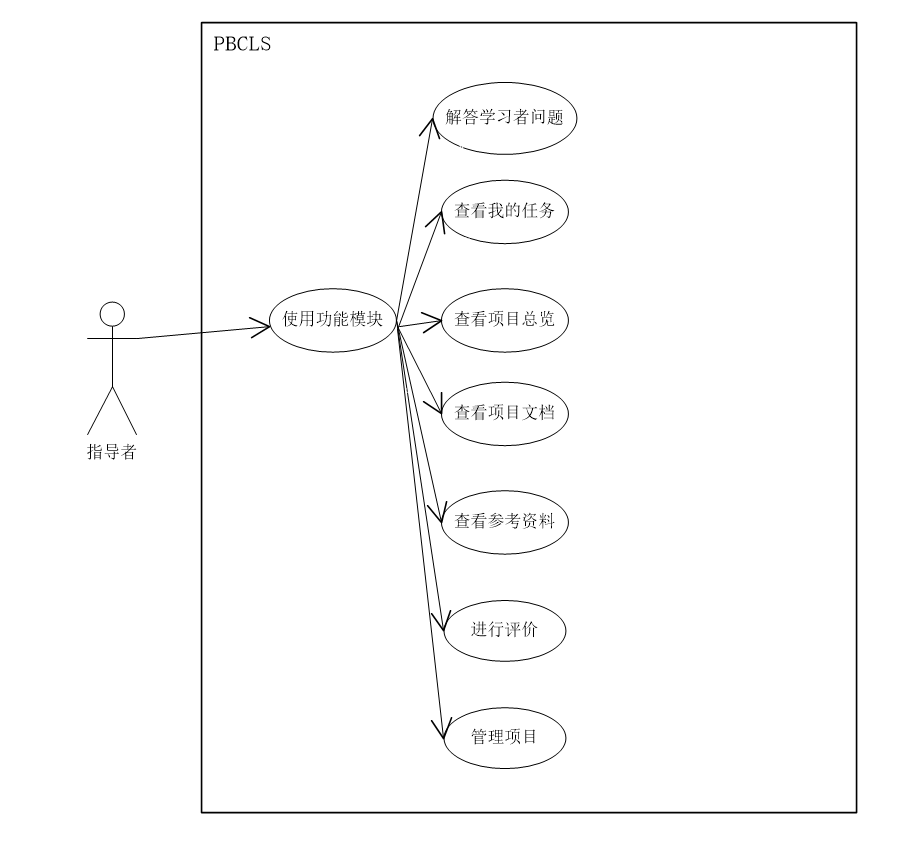 PBCLS
解答学习者问题
查看我的任务
使用功能模块
查看项目总览
查看项目文档
指导者
查看参考资料
进行评价
管理项目